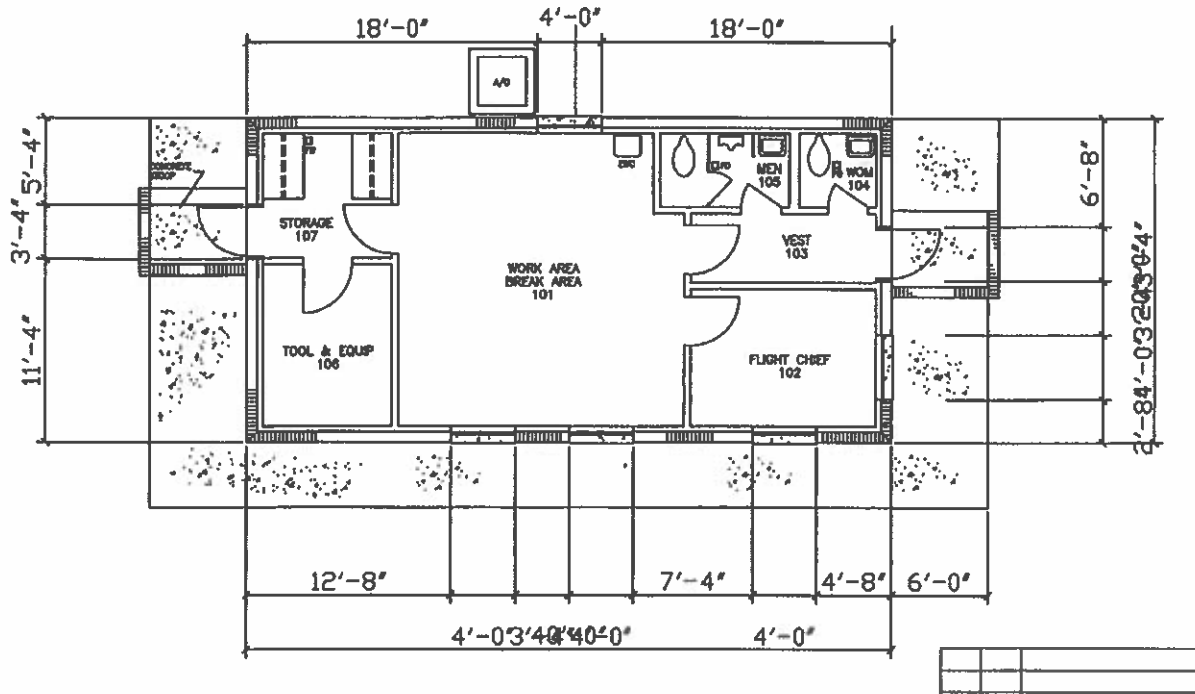 18'-0" 4'-0" 18'-0"
A/C
5'-4"
3'-4"
11'-4"
CONCRETE
STOOP
STORAGE
107
MEN
105
WOM
104
VEST
103
WORK AREA
BREAK AREA
101
TOOL & EQUIP
106
FLIGHT CHIEF
102
6'-8"
12'-8" 7'-4" 4'-8" 6'-0"
4'-0" 4'-0"